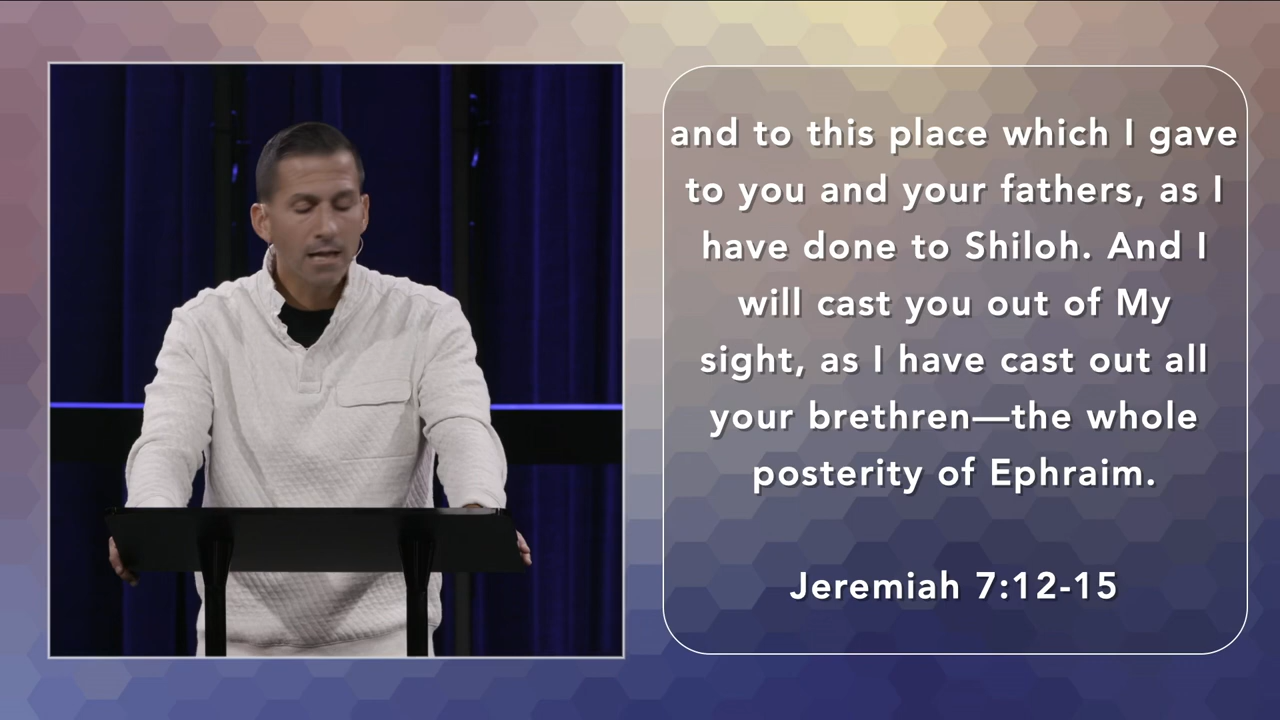 and to this place which I gave
to you and your fathers, as I
have done to Shiloh. And I
will cast you out of My
sight, as I have cast out all
your brethren—the whole
posterity of Ephraim.
Jeremiah 7:12-15